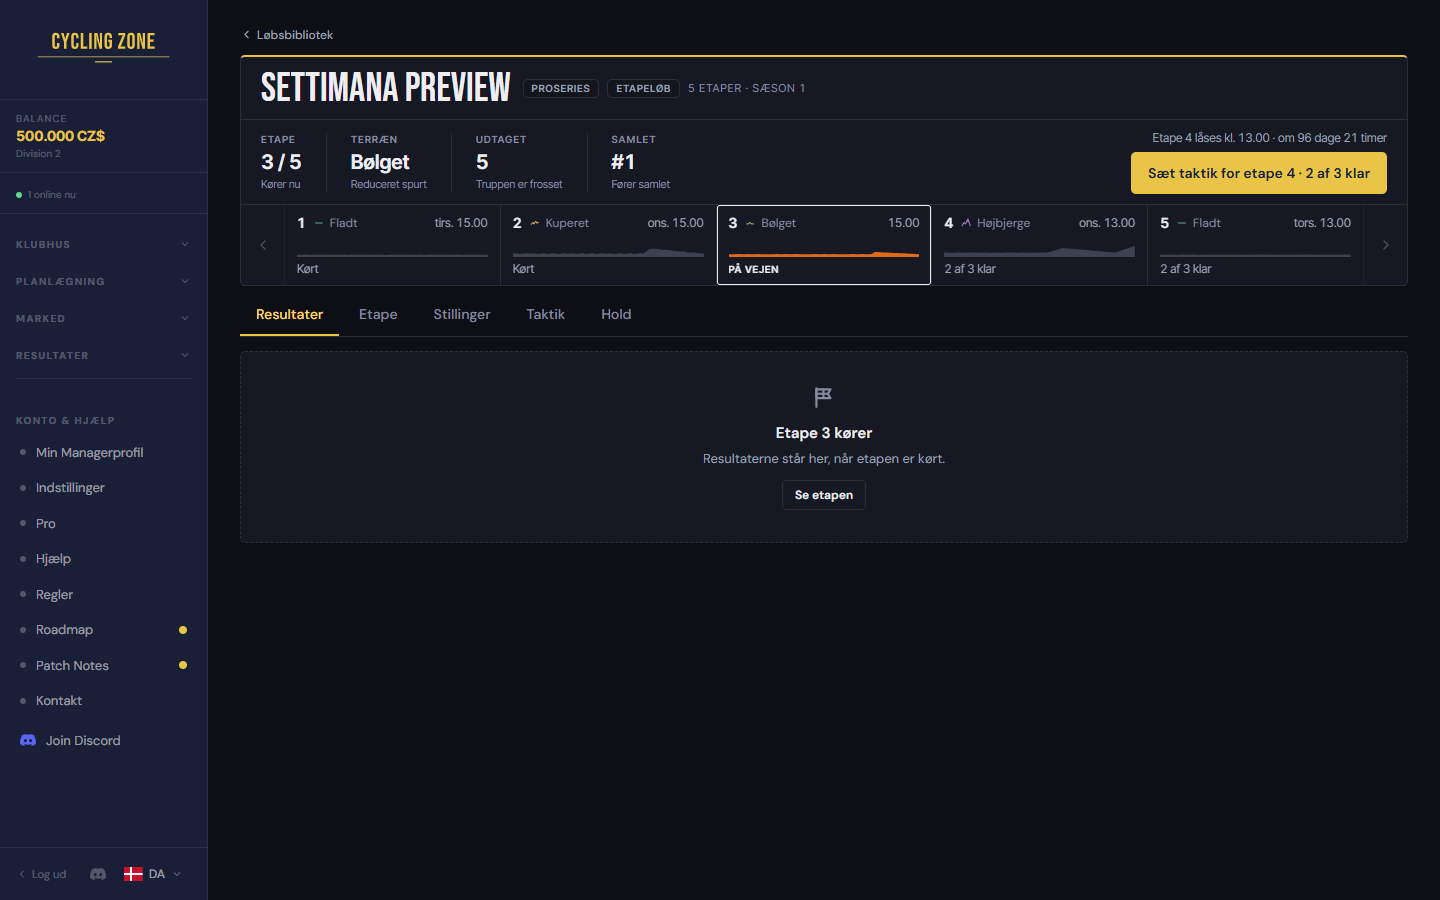 CYCLING ZONE
BALANCE
500.000 CZ$
Division 2
1 online nu
KLUBHUS
PLANLÆGNING
MARKED
RESULTATER
KONTO & HJÆLP
Min Managerprofil
Indstillinger
Pro
Hjælp
Regler
Roadmap
Patch Notes
Kontakt
Join Discord
Log ud
DA
Løbsbibliotek
SETTIMANA PREVIEW PROSERIES ETAPELØB 5 ETAPER · SÆSON 1
ETAPE TERRÆN UDTAGET SAMLET
3 / 5 Bølget 5 #1
Kører nu Reduceret spurt Truppen er frosset Fører samlet
Etape 4 låses kl. 13.00 · om 96 dage 21 timer
Sæt taktik for etape 4 · 2 af 3 klar
1 Fladt tirs. 15.00
Kørt
2 Kuperet ons. 15.00
Kørt
3 Bølget 15.00
PÅ VEJEN
4 Højbjerge ons. 13.00
2 af 3 klar
5 Fladt tors. 13.00
2 af 3 klar
Resultater Etape Stillinger Taktik Hold
Etape 3 kører
Resultaterne står her, når etapen er kørt.
Se etapen